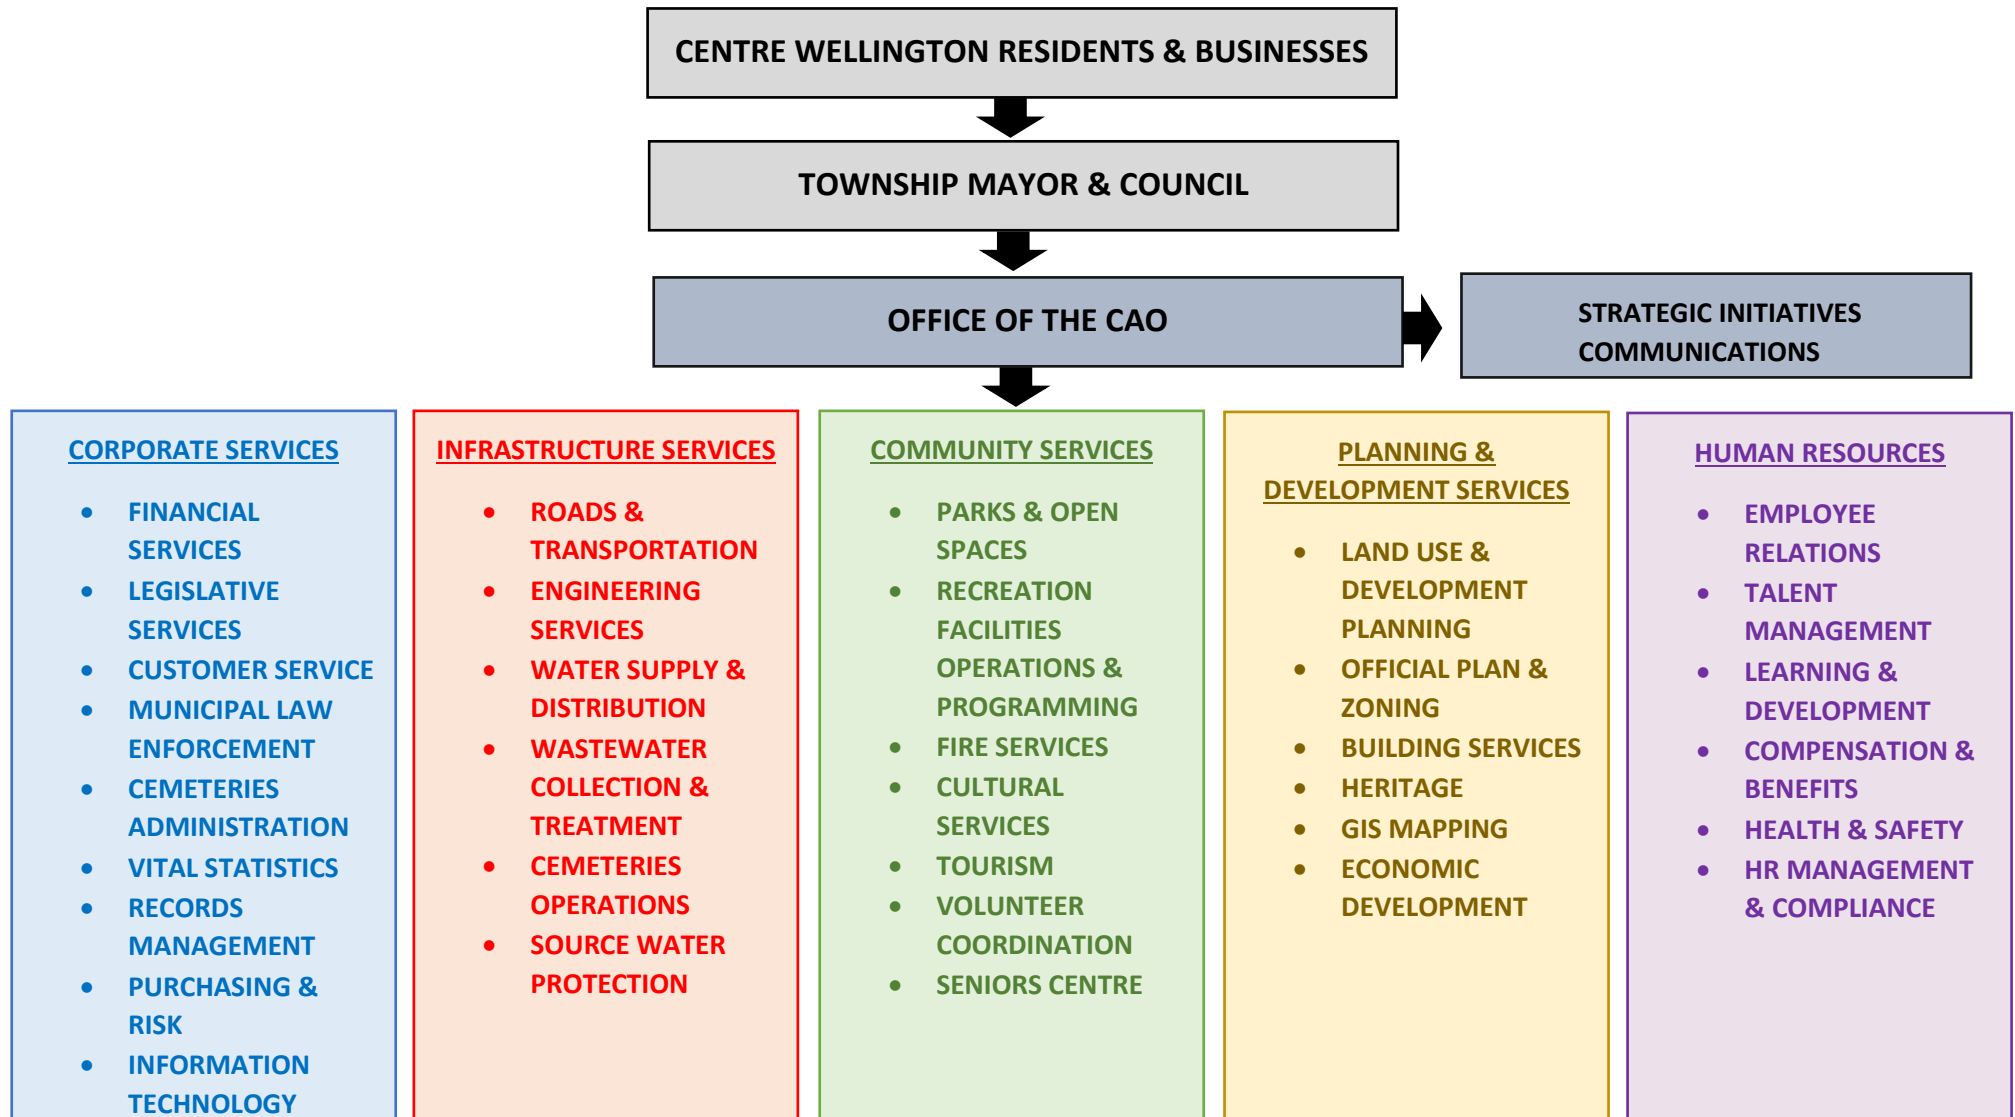 CENTRE WELLINGTON RESIDENTS & BUSINESSES
TOWNSHIP MAYOR & COUNCIL
OFFICE OF THE CAO
STRATEGIC INITIATIVES
COMMUNICATIONS
CORPORATE SERVICES
• FINANCIAL
SERVICES
• LEGISLATIVE
SERVICES
• CUSTOMER SERVICE
• MUNICIPAL LAW
ENFORCEMENT
• CEMETERIES
ADMINISTRATION
• VITAL STATISTICS
• RECORDS
MANAGEMENT
• PURCHASING &
RISK
• INFORMATION
TECHNOLOGY
INFRASTRUCTURE SERVICES
• ROADS &
TRANSPORTATION
• ENGINEERING
SERVICES
• WATER SUPPLY &
DISTRIBUTION
• WASTEWATER
COLLECTION &
TREATMENT
• CEMETERIES
OPERATIONS
• SOURCE WATER
PROTECTION
COMMUNITY SERVICES
• PARKS & OPEN
SPACES
• RECREATION
FACILITIES
OPERATIONS &
PROGRAMMING
• FIRE SERVICES
• CULTURAL
SERVICES
• TOURISM
• VOLUNTEER
COORDINATION
• SENIORS CENTRE
PLANNING &
DEVELOPMENT SERVICES
• LAND USE &
DEVELOPMENT
PLANNING
• OFFICIAL PLAN &
ZONING
• BUILDING SERVICES
• HERITAGE
• GIS MAPPING
• ECONOMIC
DEVELOPMENT
HUMAN RESOURCES
• EMPLOYEE
RELATIONS
• TALENT
MANAGEMENT
• LEARNING &
DEVELOPMENT
• COMPENSATION &
BENEFITS
• HEALTH & SAFETY
• HR MANAGEMENT
& COMPLIANCE